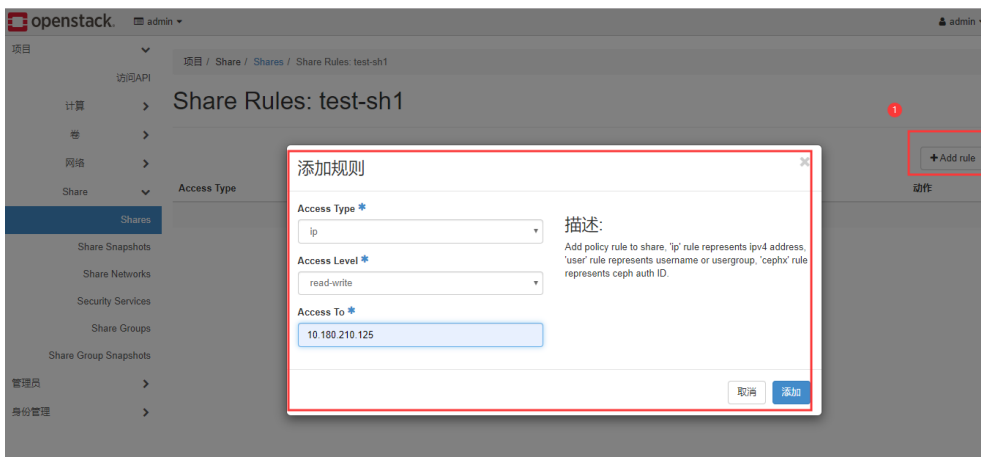 openstack. admin
admin
项目
访问API
计算
卷
网络
Share
Shares
Share Snapshots
Share Networks
Security Services
Share Groups
Share Group Snapshots
管理员
身份管理
项目 / Share / Shares / Share Rules: test-sh1
Share Rules: test-sh1
1
+ Add rule
Access Type
动作
添加规则
×
Access Type *
ip
Access Level *
read-write
Access To *
10.180.210.125
描述:
Add policy rule to share, 'ip' rule represents ipv4 address,
'user' rule represents username or usergroup, 'cephx' rule
represents ceph auth ID.
取消
添加